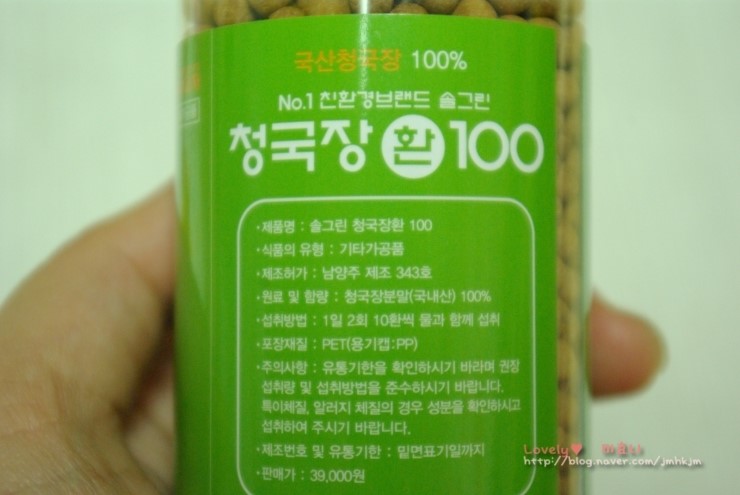 국산청국장 100%
No.1 친환경브랜드 솔그린
청국장 환 100
·제품명 : 솔그린 청국장환 100
·식품의 유형 : 기타가공품
·제조허가 : 남양주 제조 343호
·원료 및 함량 : 청국장분말(국내산) 100%
·섭취방법 : 1일 2회 10환씩 물과 함께 섭취
·포장재질 : PET(용기캡:PP)
·주의사항 : 유통기한을 확인하시기 바라며 권장
섭취량 및 섭취방법을 준수하시기 바랍니다.
특이체질, 알러지 체질의 경우 성분을 확인하시고
섭취하여 주시기 바랍니다.
·제조번호 및 유통기한 : 밑면표기일까지
·판매가 : 39,000원
Lovely♥
http://blog.naver.com/jmhkjm